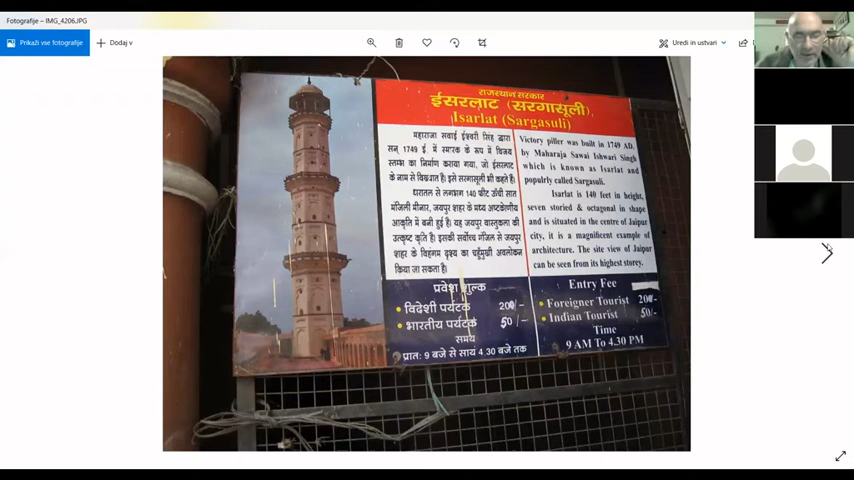 Fotografije – IMG_4206.JPG
Prikaži vse fotografije
Dodaj v
Uredi in ustvari
राजस्थान सरकार
ईसरलाट (सरगासूली)
Isarlat (Sargasuli)
महाराजा सवाई ईश्वरी सिंह द्वारा
सन् 1749 ई. में स्मारक के रूप में विजय
स्तम्भ का निर्माण कराया गया, जो ईसरलाट
के नाम से विख्यात है। इसे सरगासूली भी कहते हैं।
धरातल से लगभग 140 फीट ऊँची सात
मंजिली मीनार, जयपुर शहर के मध्य अष्टकोणीय
आकृति में बनी हुई है। यह जयपुर वास्तुकला की
उत्कृष्ट कृति है। इसकी सर्वोच्च मंजिल से जयपुर
शहर के विहंगम दृश्य का चहुँमुखी अवलोकन
किया जा सकता है।
Victory piller was built in 1749 AD.
by Maharaja Sawai Ishwari Singh
which is known as Isarlat and
populrly called Sargasuli.
Isarlat is 140 feet in height,
seven storied & octagonal in shape
and is situated in the centre of Jaipur
city, it is a magnificent example of
architecture. The site view of Jaipur
can be seen from its highest storey.
प्रवेश शुल्क
विदेशी पर्यटक 200/-
भारतीय पर्यटक 50/-
समय
प्रातः 9 बजे से सायं 4.30 बजे तक
Entry Fee
Foreigner Tourist 200/-
Indian Tourist 50/-
Time
9 AM To 4.30 PM